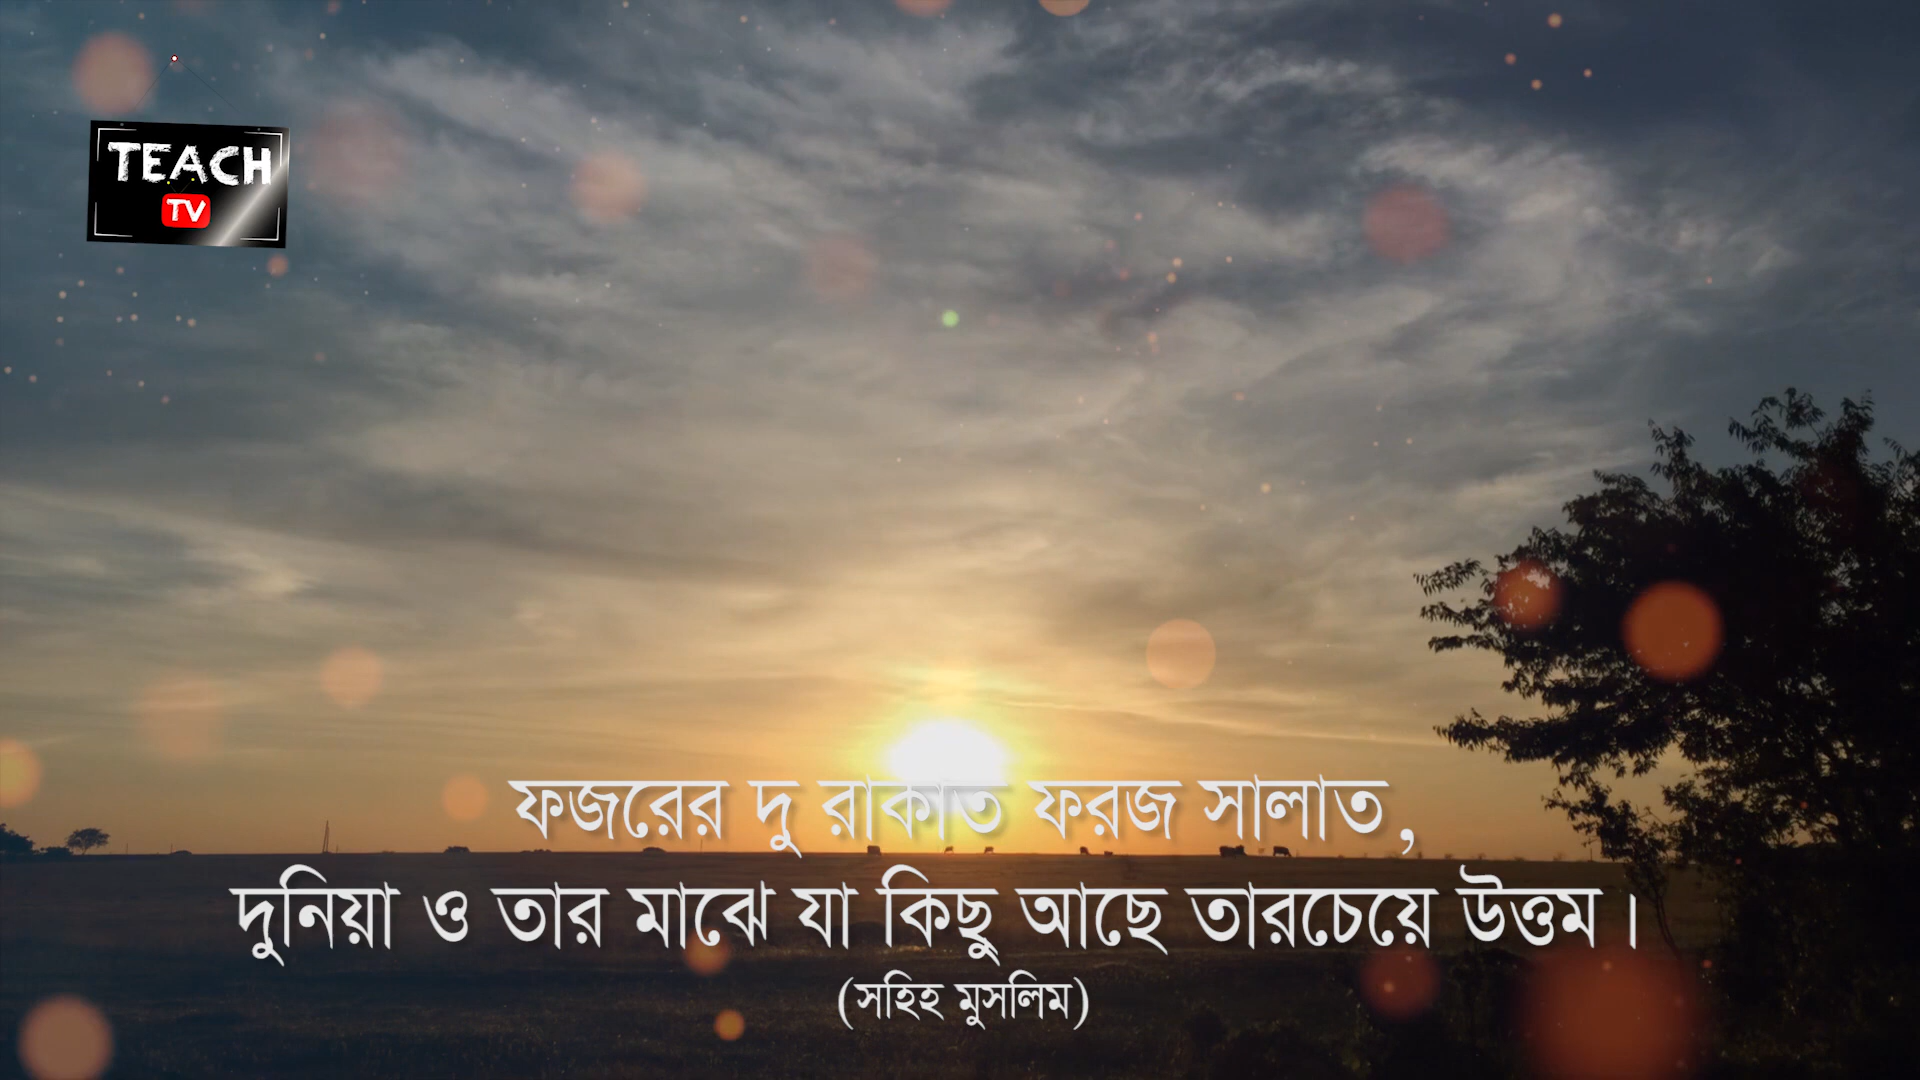 TEACH
TV
ফজরের দু রাকাত ফরজ সালাত,
দুনিয়া ও তার মাঝে যা কিছু আছে তারচেয়ে উত্তম।
(সহিহ মুসলিম)